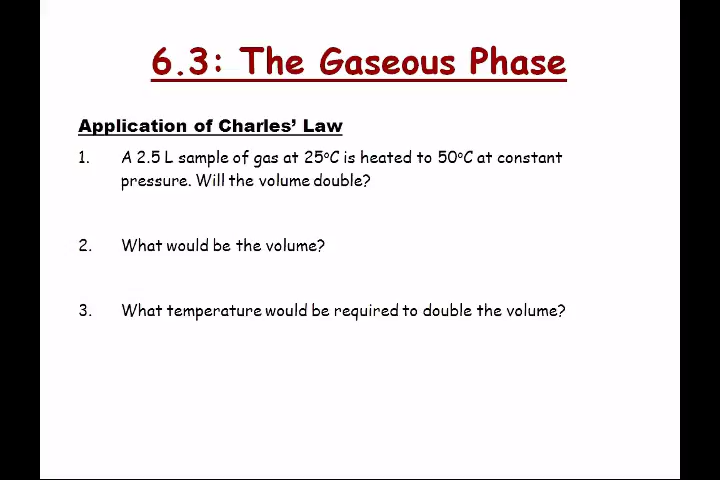 6.3: The Gaseous Phase
Application of Charles’ Law
1. A 2.5 L sample of gas at 25°C is heated to 50°C at constant
pressure. Will the volume double?
2. What would be the volume?
3. What temperature would be required to double the volume?